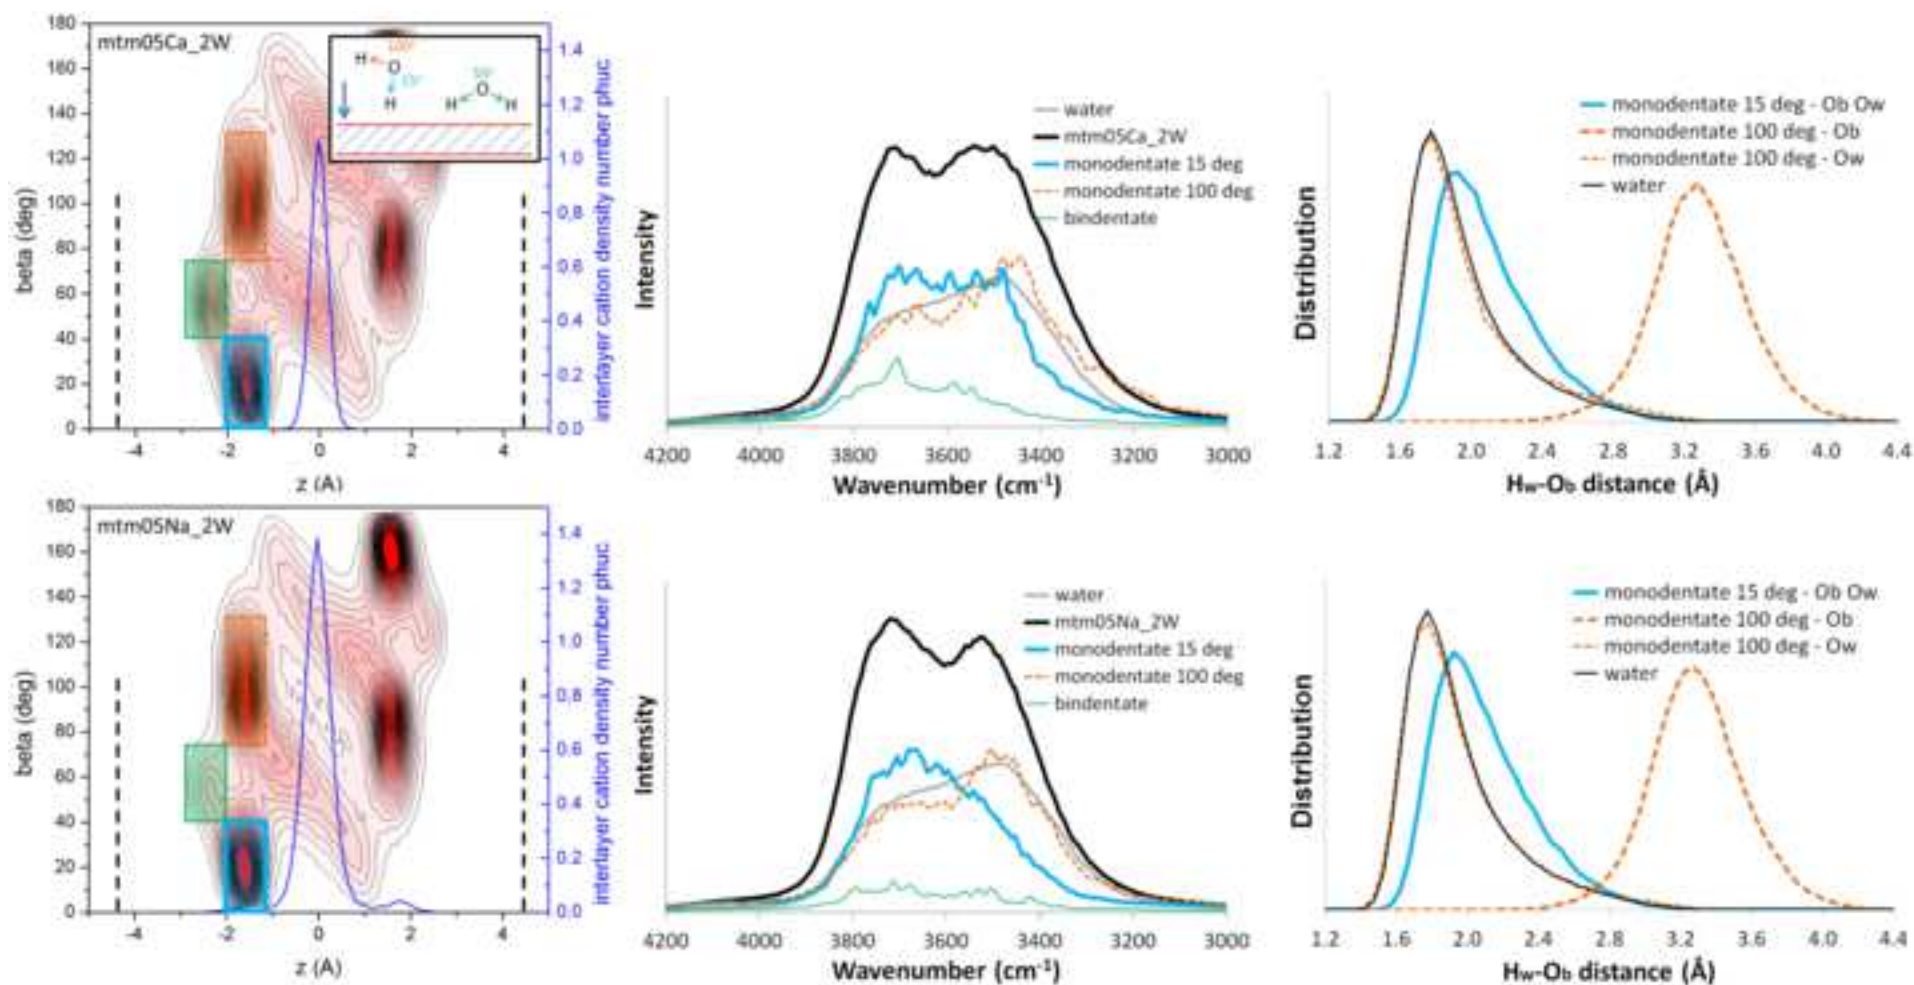 mtm05Ca_2W
100°
H
O
15°
H
55°
O
H H
180
160
140
120
100
80
60
40
20
0
beta (deg)
-4 -2 0 2 4
z (A)
1.4
1.2
1.0
0.8
0.6
0.4
0.2
0.0
interlayer cation density number phuc
water
mtm05Ca_2W
monodentate 15 deg
monodentate 100 deg
bindentate
Intensity
4200 4000 3800 3600 3400 3200 3000
Wavenumber (cm-1)
monodentate 15 deg - Ob Ow
monodentate 100 deg - Ob
monodentate 100 deg - Ow
water
Distribution
1.2 1.6 2.0 2.4 2.8 3.2 3.6 4.0 4.4
Hw-Ob distance (Å)
mtm05Na_2W
180
160
140
120
100
80
60
40
20
0
beta (deg)
-4 -2 0 2 4
z (A)
1.4
1.2
1.0
0.8
0.6
0.4
0.2
0.0
interlayer cation density number phuc
water
mtm05Na_2W
monodentate 15 deg
monodentate 100 deg
bindentate
Intensity
4200 4000 3800 3600 3400 3200 3000
Wavenumber (cm-1)
monodentate 15 deg - Ob Ow
monodentate 100 deg - Ob
monodentate 100 deg - Ow
water
Distribution
1.2 1.6 2.0 2.4 2.8 3.2 3.6 4.0 4.4
Hw-Ob distance (Å)